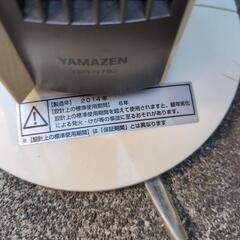 YAMAZEN
【製造年】2014年
【設計上の標準使用期間】6年
設計上の標準使用期間を超えて使用されますと、経年劣化
による発火・けが等の事故に至るおそれがあります。
※【設計上の標準使用期間】は【保証期間】とは異なります